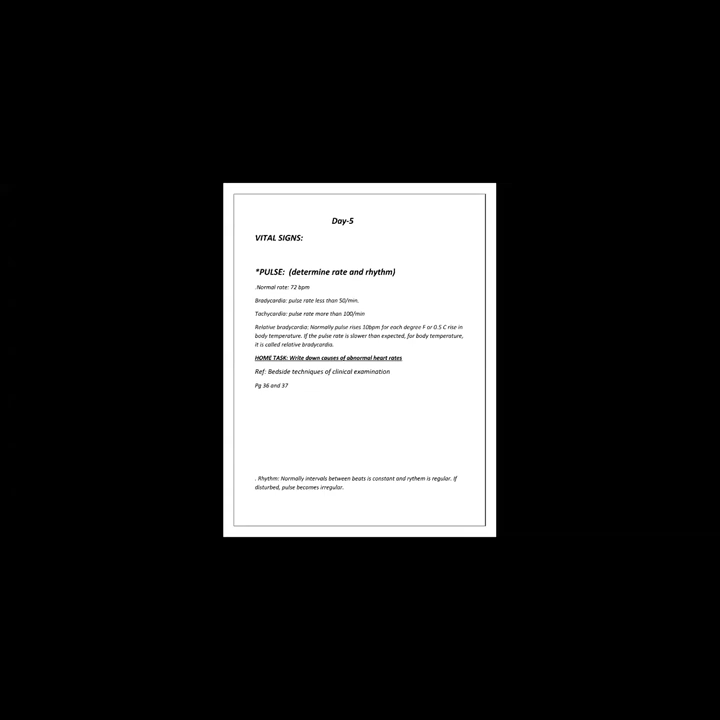 Day-5
VITAL SIGNS:
*PULSE: (determine rate and rhythm)
.Normal rate: 72 bpm
Bradycardia: pulse rate less than 50/min.
Tachycardia: pulse rate more than 100/min
Relative bradycardia: Normally pulse rises 10bpm for each degree F or 0.5 C rise in
body temperature. If the pulse rate is slower than expected, for body temperature,
it is called relative bradycardia.
HOME TASK: Write down causes of abnormal heart rates
Ref: Bedside techniques of clinical examination
Pg 36 and 37
. Rhythm: Normally intervals between beats is constant and rythem is regular. If
disturbed, pulse becomes irregular.